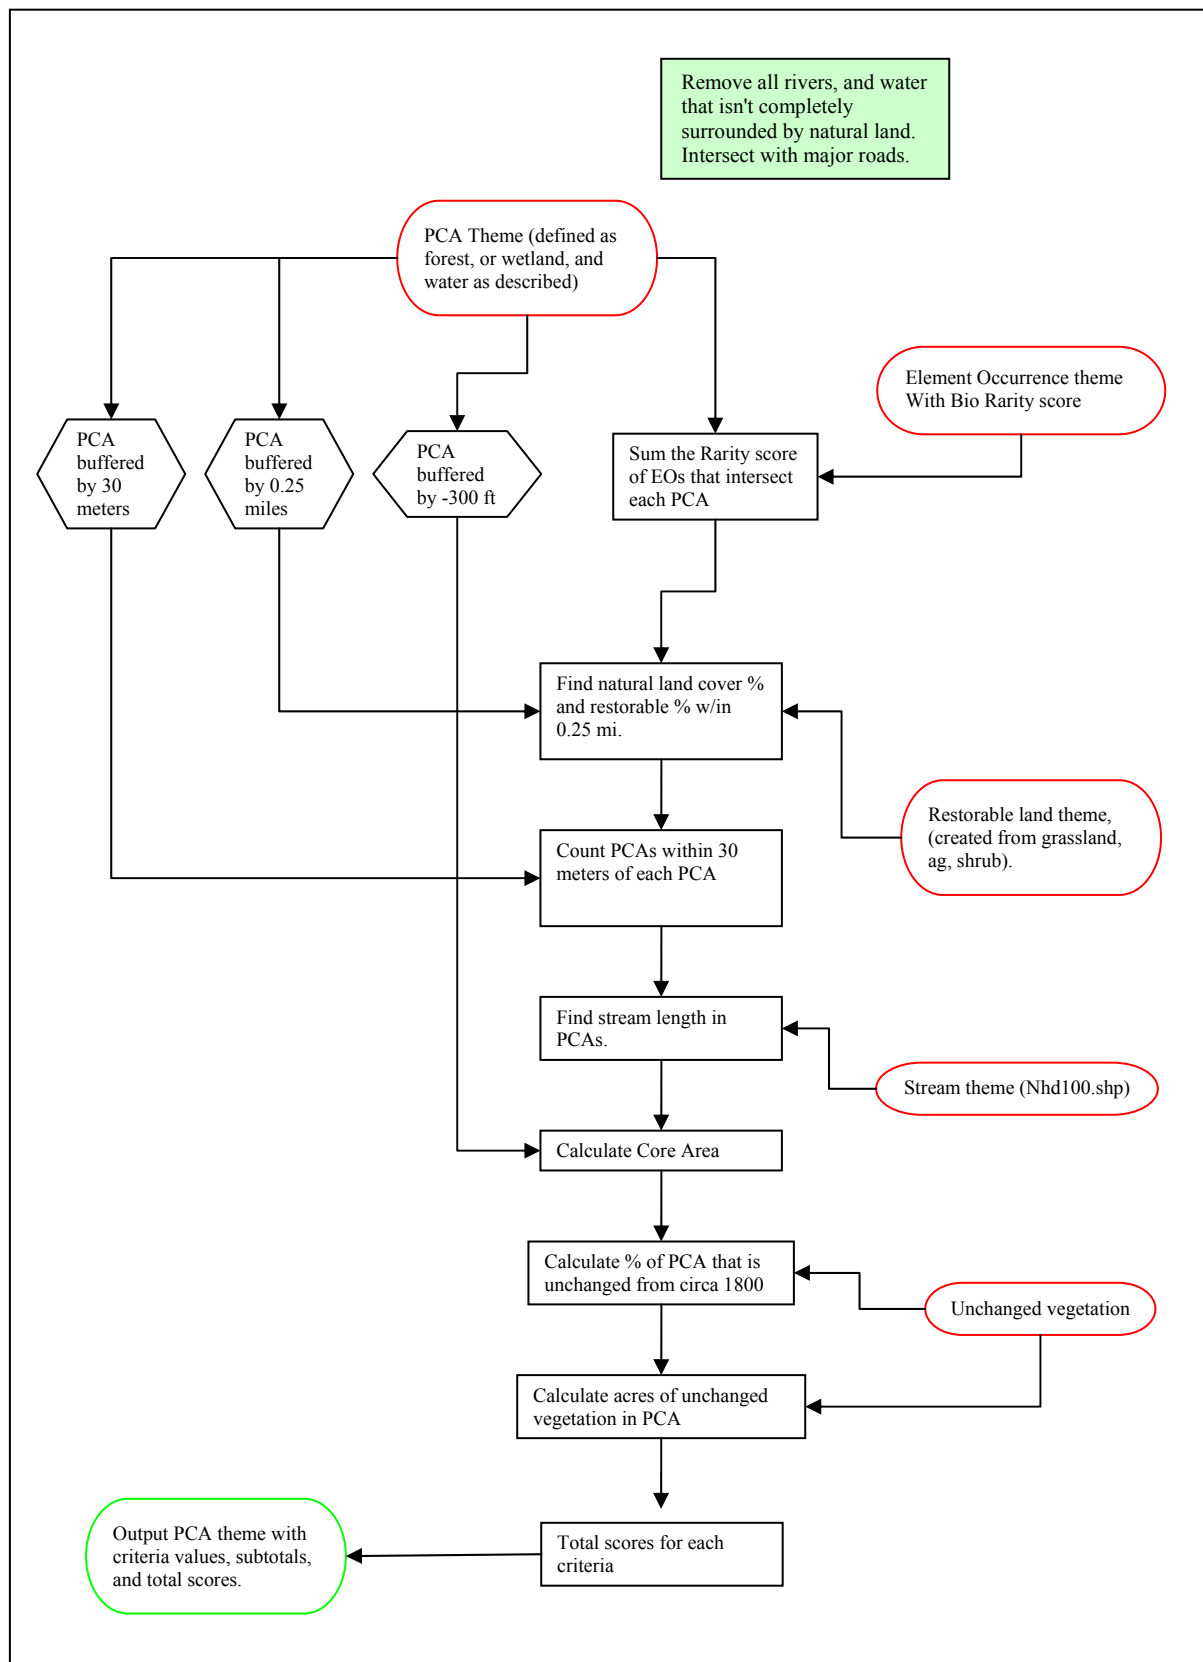 Remove all rivers, and water
that isn't completely
surrounded by natural land.
Intersect with major roads.
PCA Theme (defined as
forest, or wetland, and
water as described)
Element Occurrence theme
With Bio Rarity score
PCA
buffered
by 30
meters
PCA
buffered
by 0.25
miles
PCA
buffered
by -300 ft
Sum the Rarity score
of EOs that intersect
each PCA
Find natural land cover %
and restorable % w/in
0.25 mi.
Restorable land theme,
(created from grassland,
ag, shrub).
Count PCAs within 30
meters of each PCA
Find stream length in
PCAs.
Stream theme (Nhd100.shp)
Calculate Core Area
Calculate % of PCA that is
unchanged from circa 1800
Unchanged vegetation
Calculate acres of unchanged
vegetation in PCA
Total scores for each
criteria
Output PCA theme with
criteria values, subtotals,
and total scores.